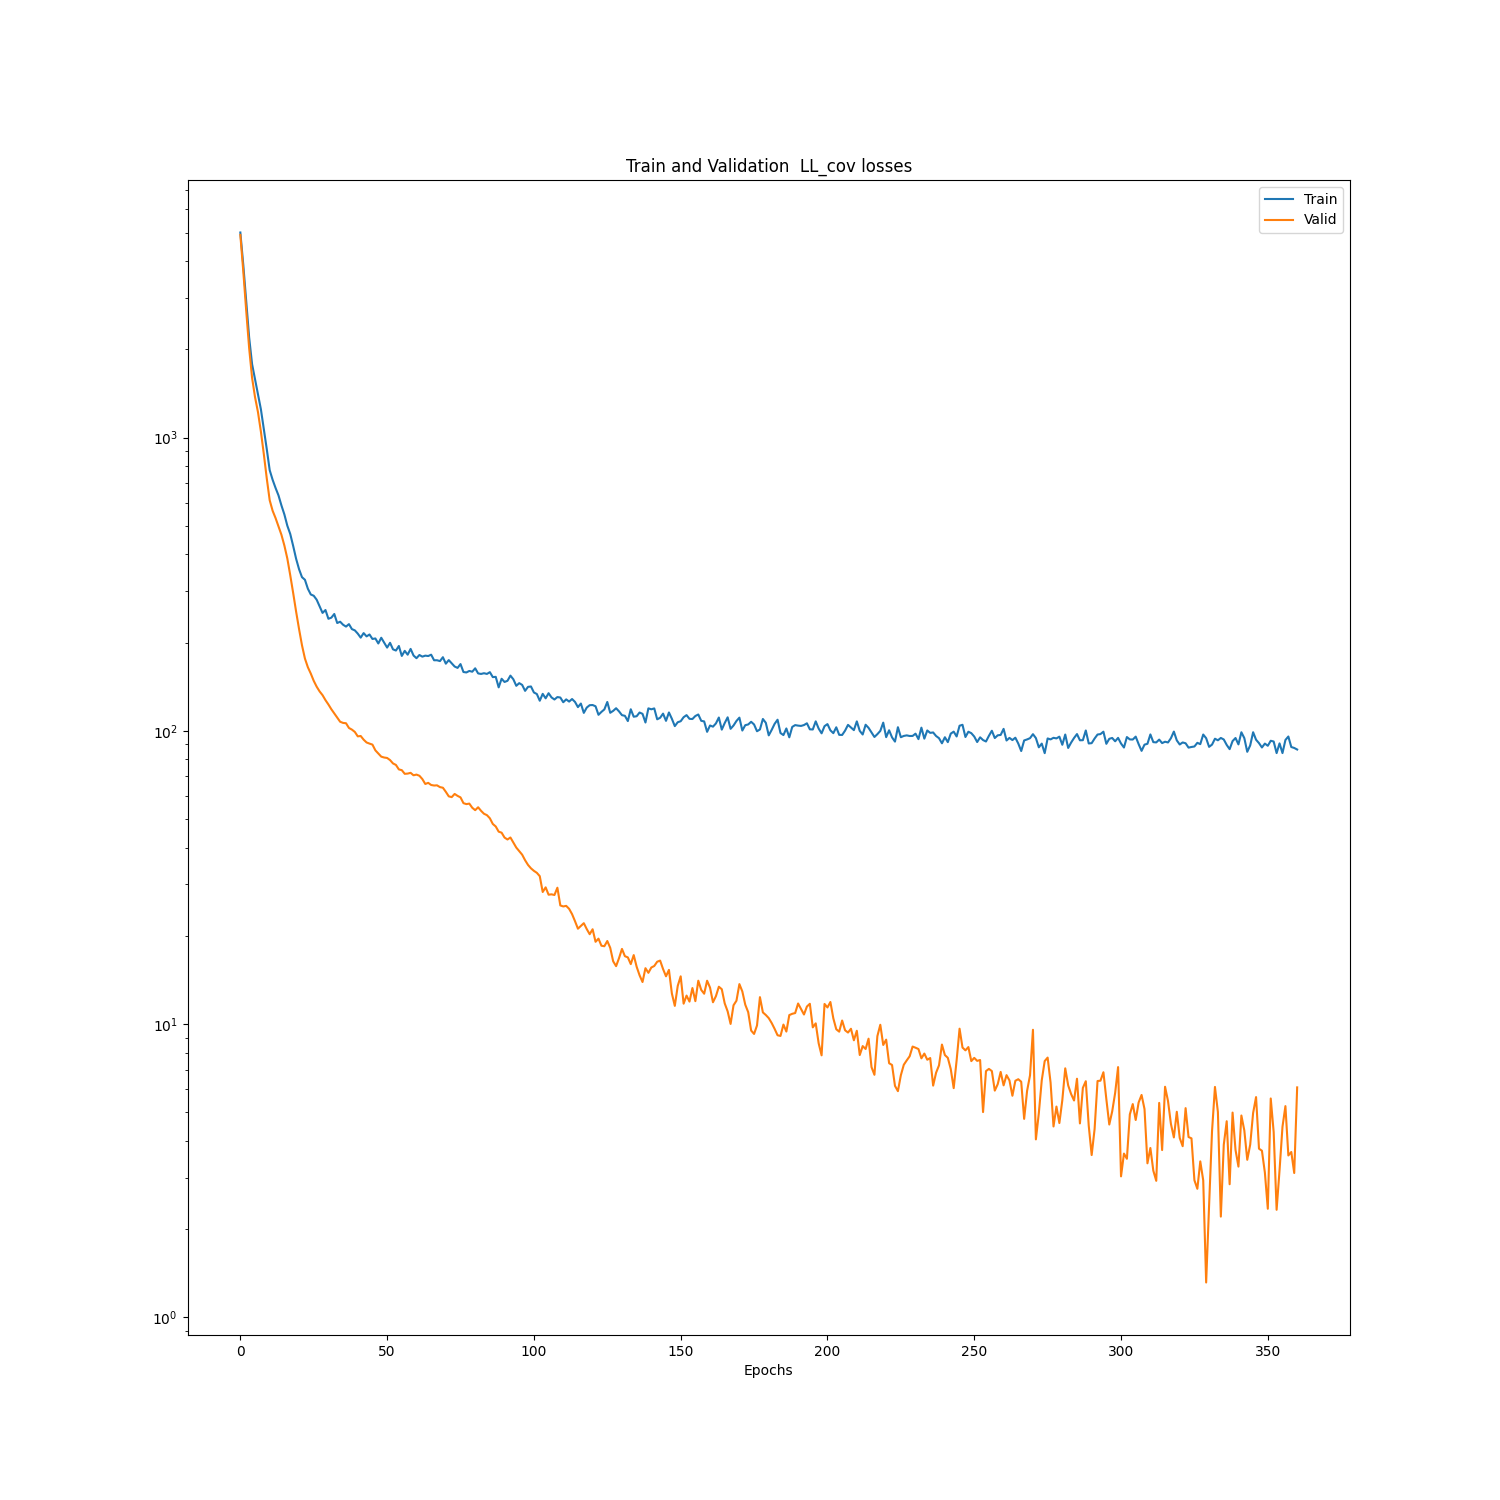 Train and Validation  LL_cov losses
Train
Valid
10³
10²
10¹
10⁰
0 50 100 150 200 250 300 350
Epochs